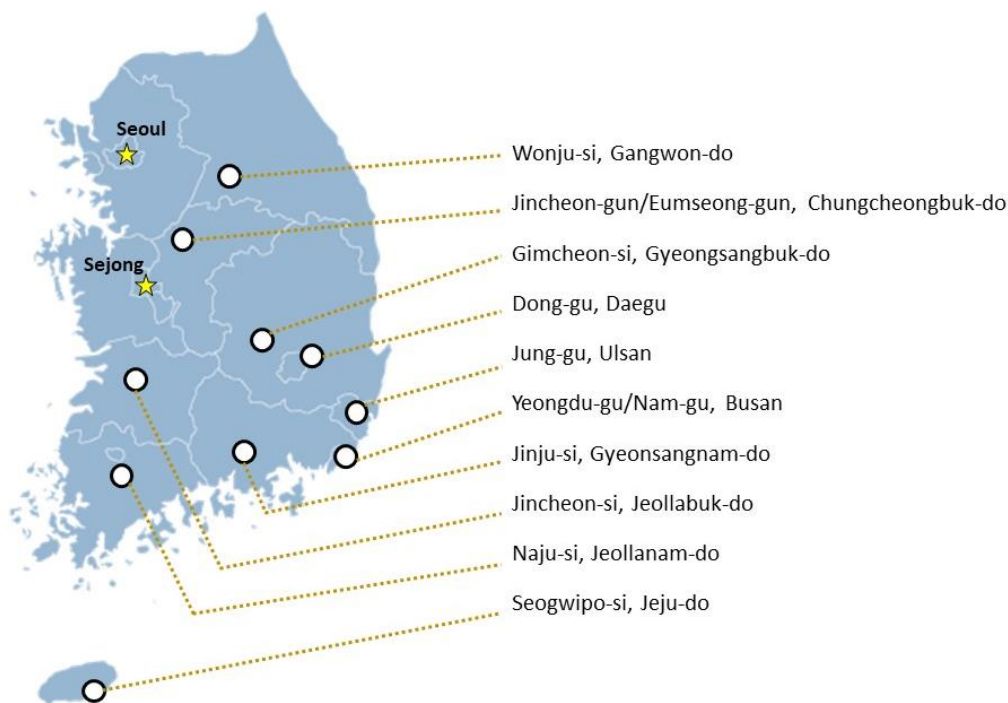 Seoul
Sejong
Wonju-si, Gangwon-do
Jincheon-gun/Eumseong-gun, Chungcheongbuk-do
Gimcheon-si, Gyeongsangbuk-do
Dong-gu, Daegu
Jung-gu, Ulsan
Yeongdu-gu/Nam-gu, Busan
Jinju-si, Gyeonsangnam-do
Jincheon-si, Jeollabuk-do
Naju-si, Jeollanam-do
Seogwipo-si, Jeju-do